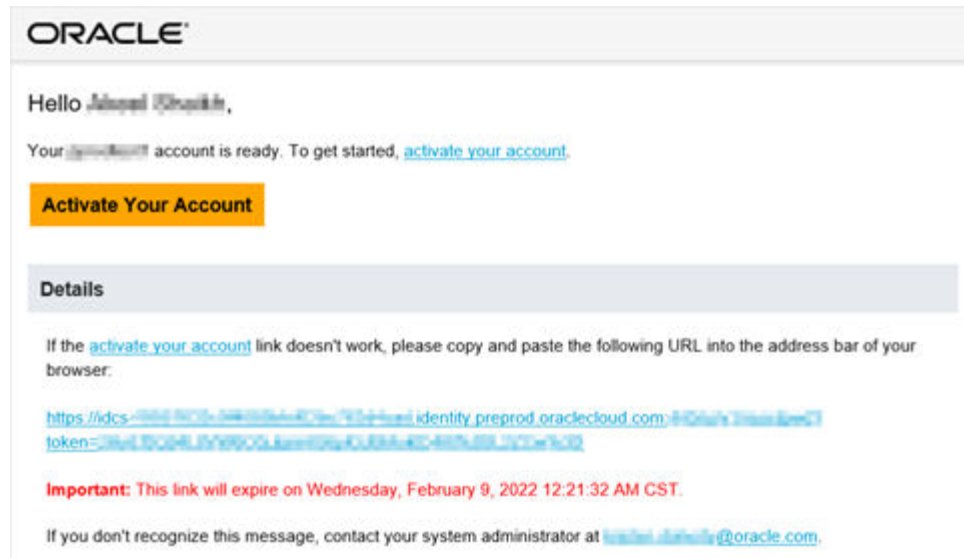 ORACLE
Hello ,
Your account is ready. To get started, activate your account.
Activate Your Account
Details
If the activate your account link doesn't work, please copy and paste the following URL into the address bar of your
browser:
https://idcs- .identity.preprod.oraclecloud.com
token=
Important: This link will expire on Wednesday, February 9, 2022 12:21:32 AM CST.
If you don't recognize this message, contact your system administrator at @oracle.com.